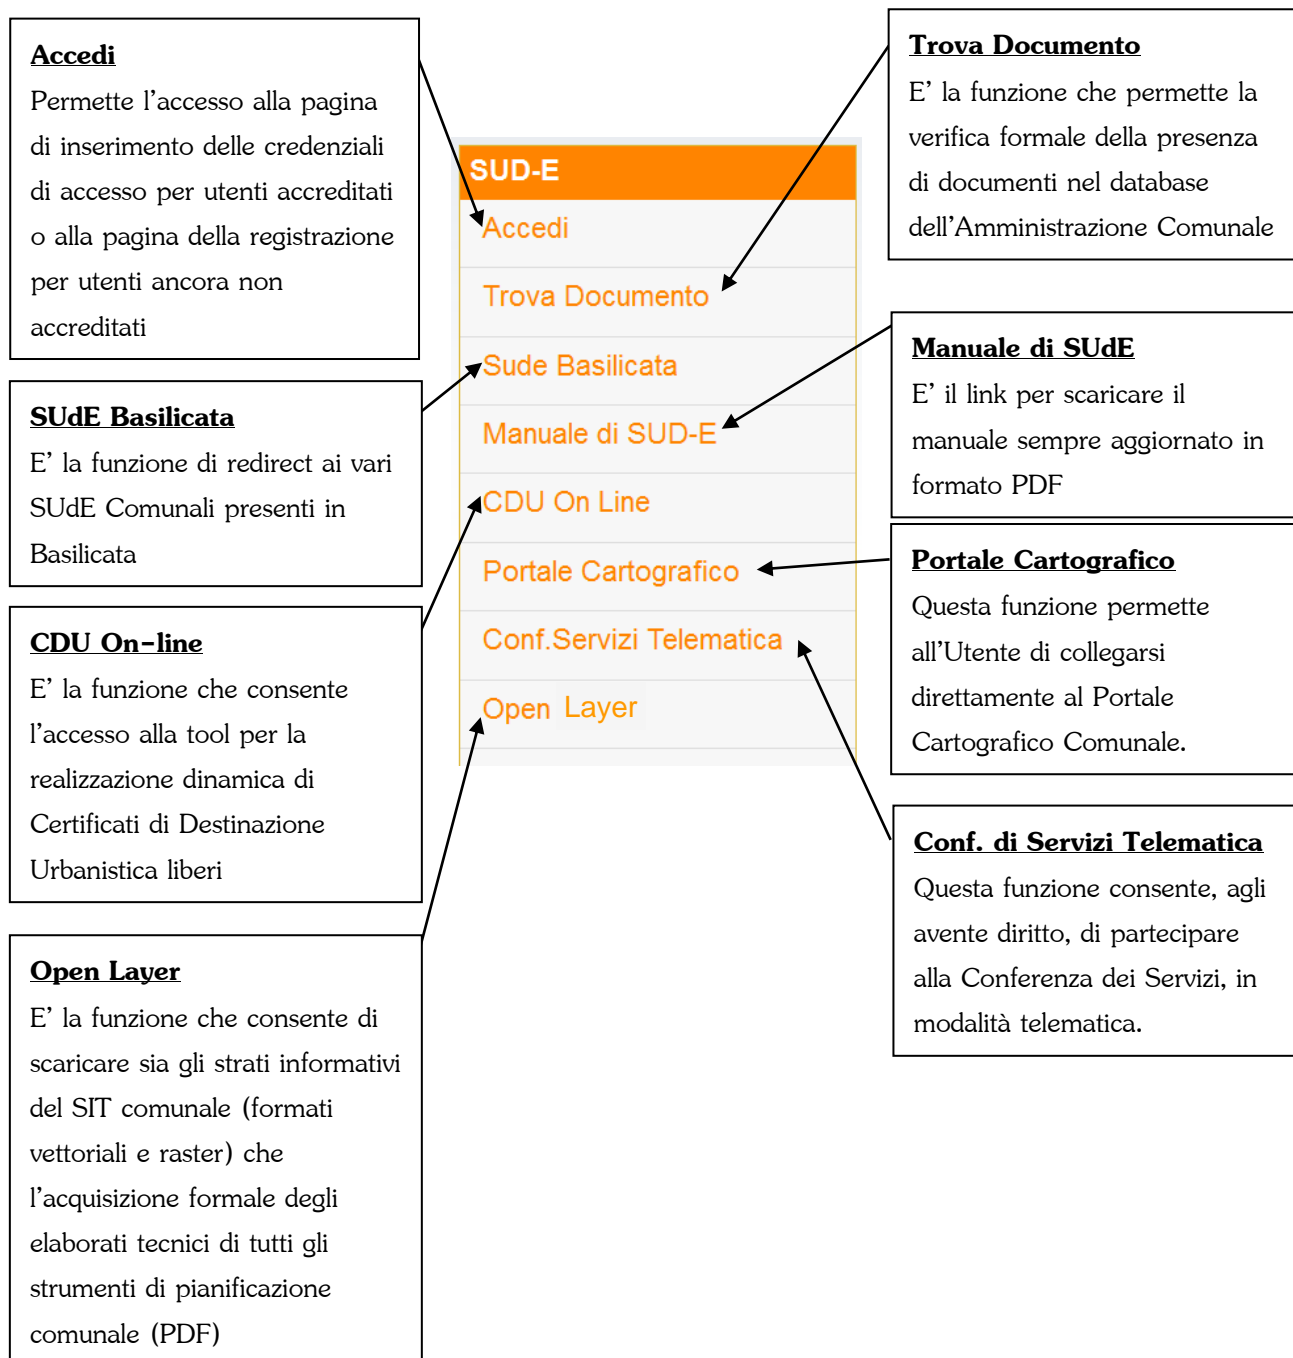 Accedi
Permette l'accesso alla pagina
di inserimento delle credenziali
di accesso per utenti accreditati
o alla pagina della registrazione
per utenti ancora non
accreditati
SUdE Basilicata
E' la funzione di redirect ai vari
SUdE Comunali presenti in
Basilicata
CDU On-line
E' la funzione che consente
l'accesso alla tool per la
realizzazione dinamica di
Certificati di Destinazione
Urbanistica liberi
Open Layer
E' la funzione che consente di
scaricare sia gli strati informativi
del SIT comunale (formati
vettoriali e raster) che
l'acquisizione formale degli
elaborati tecnici di tutti gli
strumenti di pianificazione
comunale (PDF)
SUD-E
Accedi
Trova Documento
Sude Basilicata
Manuale di SUD-E
CDU On Line
Portale Cartografico
Conf.Servizi Telematica
Open Layer
Trova Documento
E' la funzione che permette la
verifica formale della presenza
di documenti nel database
dell'Amministrazione Comunale
Manuale di SUdE
E' il link per scaricare il
manuale sempre aggiornato in
formato PDF
Portale Cartografico
Questa funzione permette
all'Utente di collegarsi
direttamente al Portale
Cartografico Comunale.
Conf. di Servizi Telematica
Questa funzione consente, agli
avente diritto, di partecipare
alla Conferenza dei Servizi, in
modalità telematica.